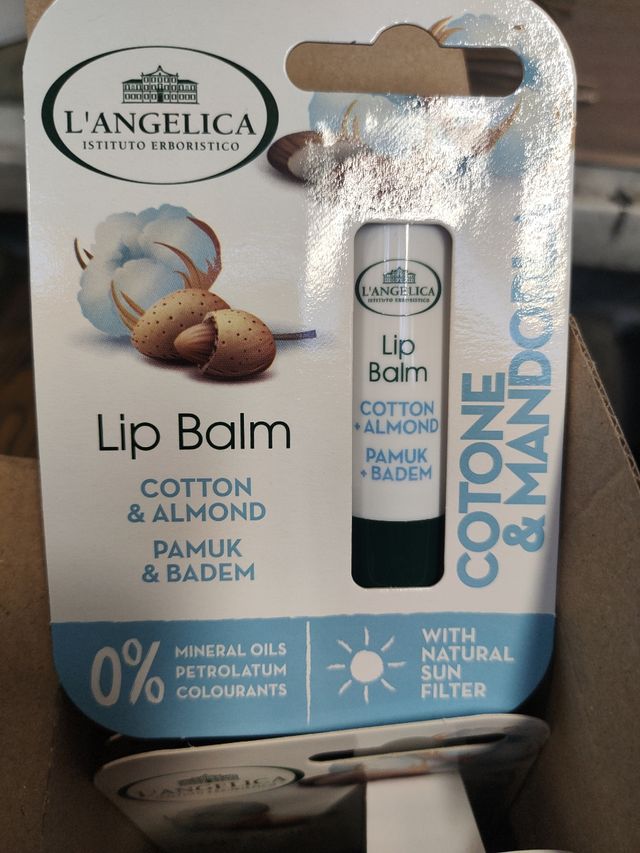 L'ANGELICA
ISTITUTO ERBORISTICO
Lip Balm
COTTON
& ALMOND
PAMUK
& BADEM
L'ANGELICA
ISTITUTO ERBORISTICO
Lip
Balm
COTTON
+ ALMOND
PAMUK
+ BADEM
COTONE
& MANDORLA
0%
MINERAL OILS
PETROLATUM
COLOURANTS
WITH
NATURAL
SUN
FILTER
L'ANGELICA